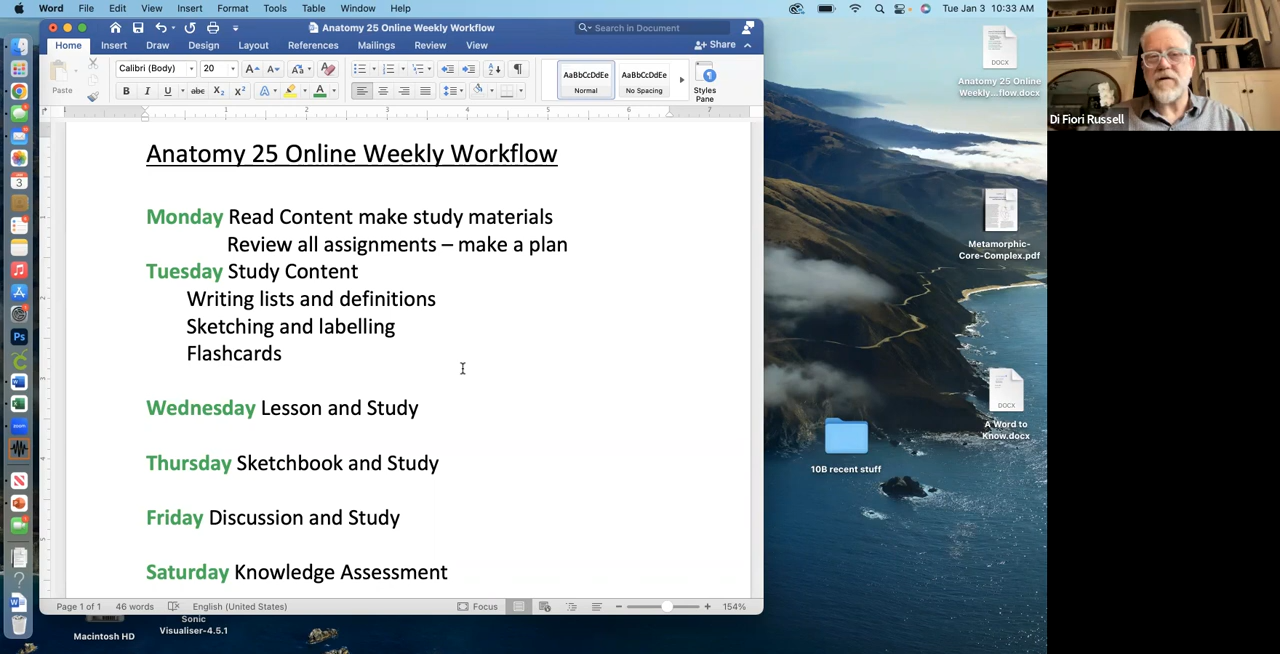 Word File Edit View Insert Format Tools Table Window Help
Tue Jan 3 10:33 AM
Anatomy 25 Online Weekly Workflow
Search in Document
Home Insert Draw Design Layout References Mailings Review View
Share
Paste
Calibri (Body) 20
AaBbCcDdEe AaBbCcDdEe
Normal No Spacing
Styles
Pane
Anatomy 25 Online Weekly Workflow
Monday Read Content make study materials
Review all assignments – make a plan
Tuesday Study Content
Writing lists and definitions
Sketching and labelling
Flashcards
Wednesday Lesson and Study
Thursday Sketchbook and Study
Friday Discussion and Study
Saturday Knowledge Assessment
Page 1 of 1 46 words English (United States) Focus 154%
Macintosh HD
Sonic
Visualiser-4.5.1
DOCX
Anatomy 25 Online
Weekly...flow.docx
Metamorphic-
Core-Complex.pdf
DOCX
A Word to
Know.docx
10B recent stuff
Di Fiori Russell